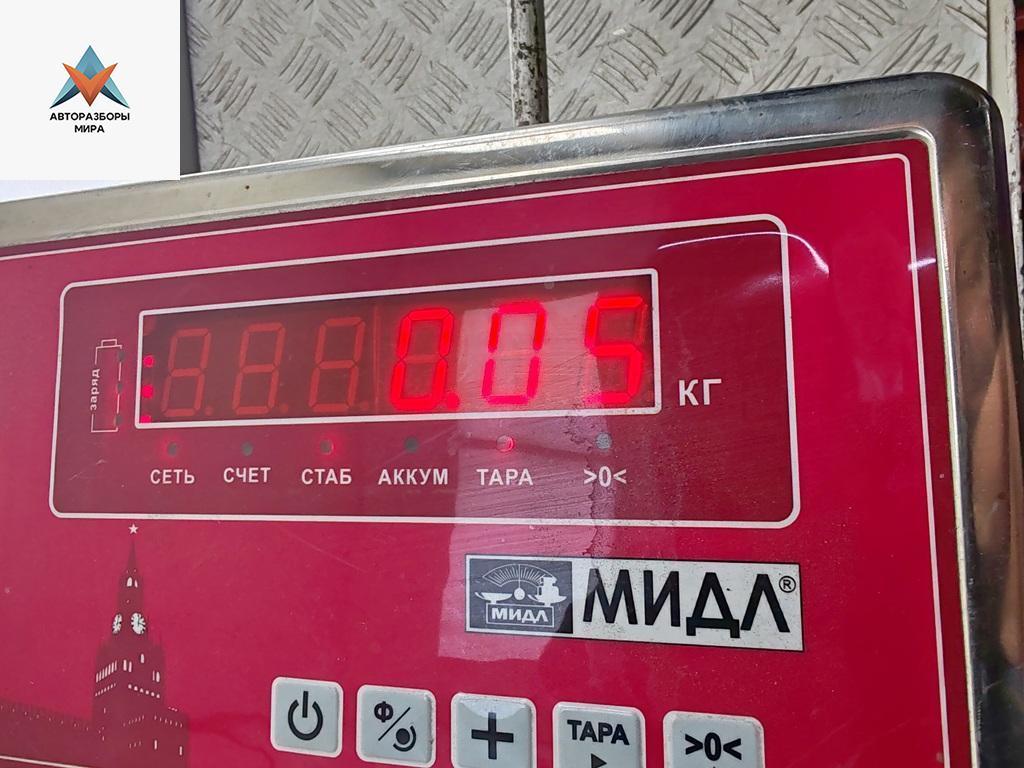 АВТОРАЗБОРЫ
МИРА
заряд
0.05
КГ
СЕТЬ СЧЕТ СТАБ АККУМ ТАРА >0<
МИДЛ
МИДЛ®
Ф
ТАРА
>0<